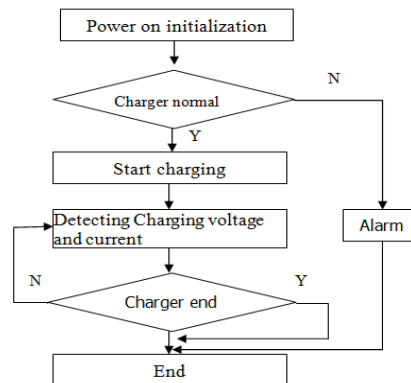 Power on initialization
N
Charger normal
Y
Start charging
Detecting Charging voltage
and current
Alarm
N
Y
Charger end
End